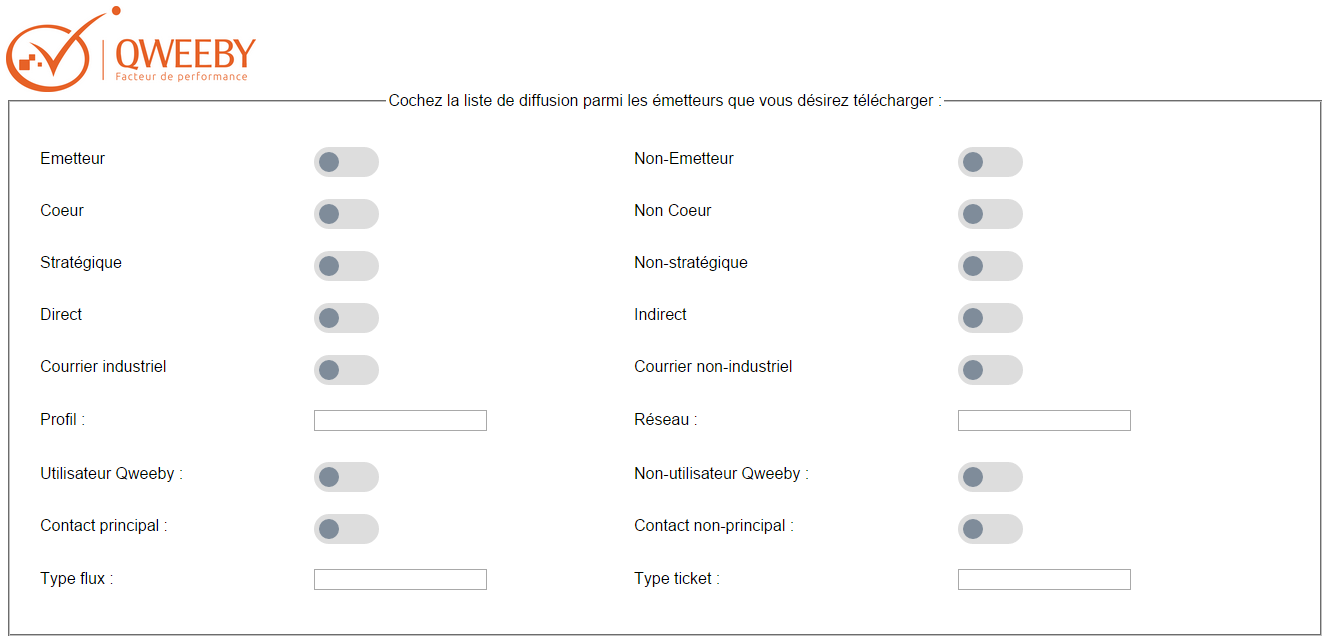 QWEEBY
Facteur de performance
Cochez la liste de diffusion parmi les émetteurs que vous désirez télécharger :
Emetteur Non-Emetteur
Coeur Non Coeur
Stratégique Non-stratégique
Direct Indirect
Courrier industriel Courrier non-industriel
Profil : Réseau :
Utilisateur Qweeby : Non-utilisateur Qweeby :
Contact principal : Contact non-principal :
Type flux : Type ticket :